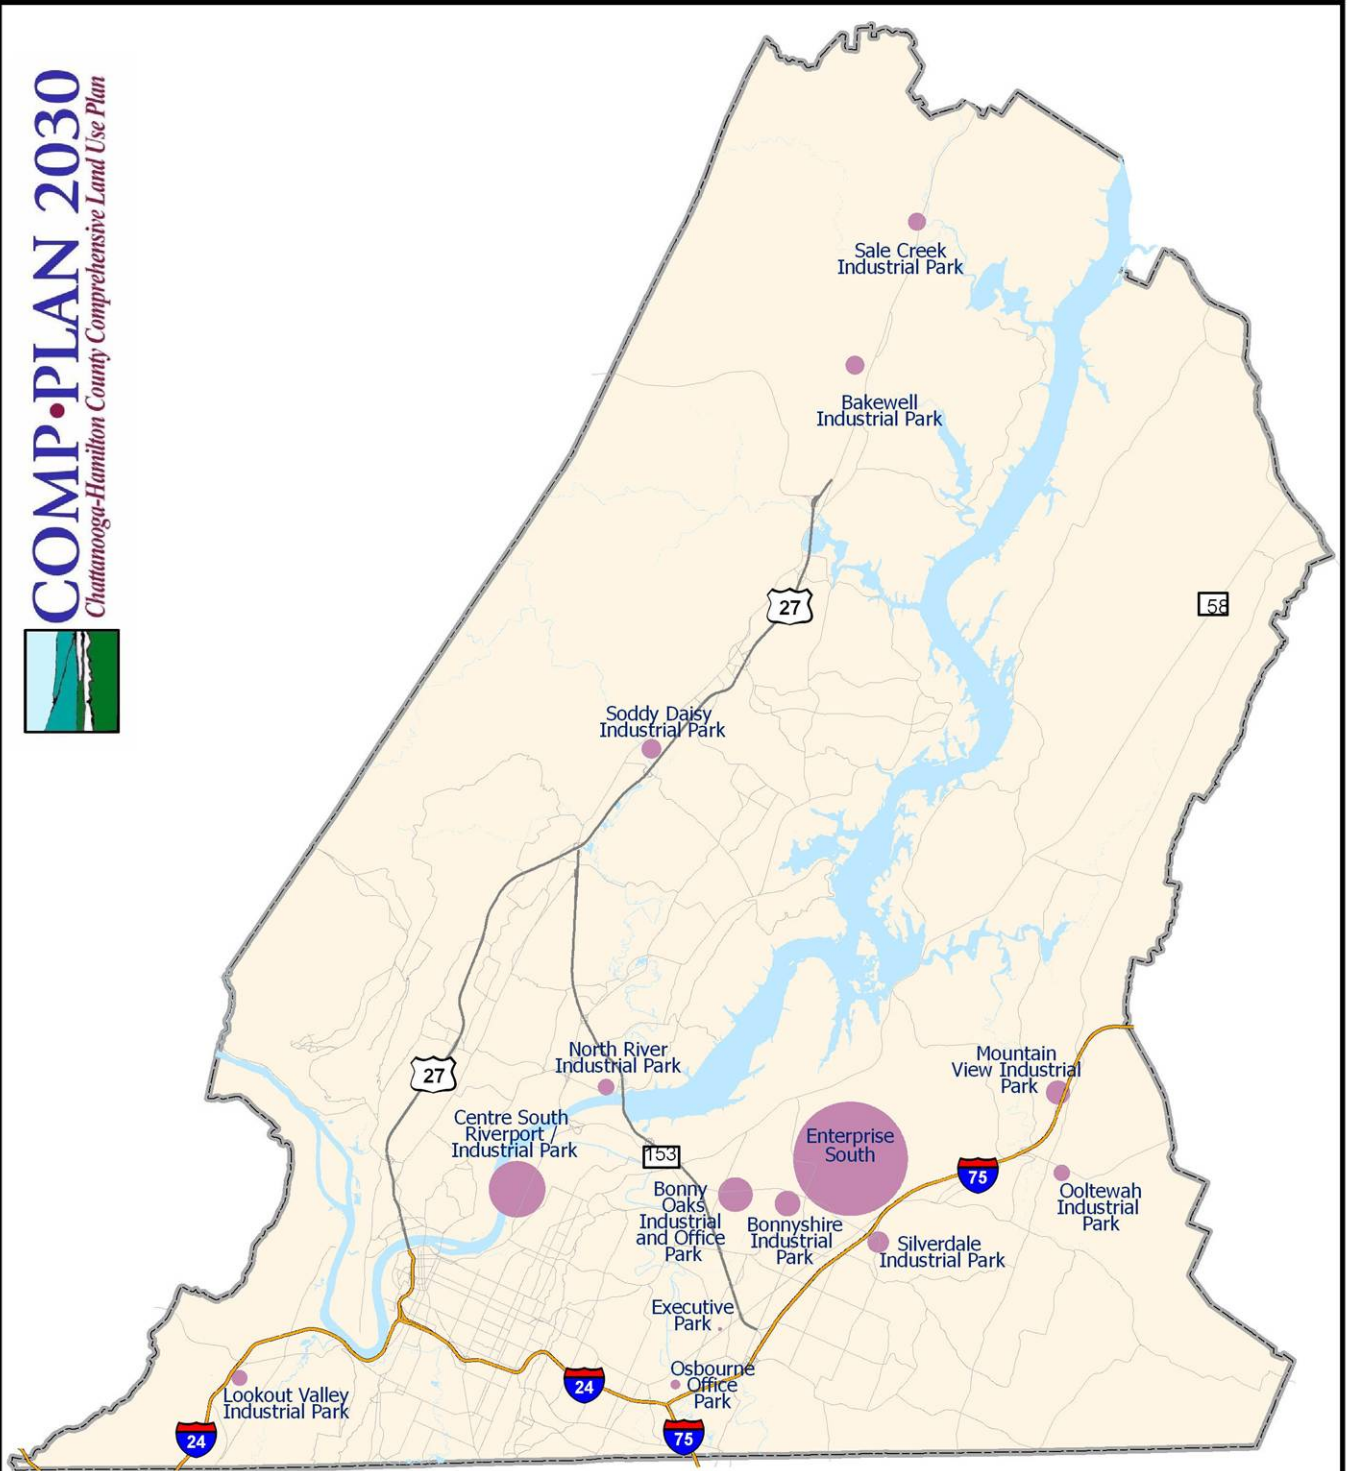 COMP•PLAN 2030
Chattanooga-Hamilton County Comprehensive Land Use Plan
Sale Creek
Industrial Park
Bakewell
Industrial Park
27
58
Soddy Daisy
Industrial Park
North River
Industrial Park
Mountain
View Industrial
Park
27
Centre South
Riverport /
Industrial Park
Enterprise
South
153
75
Bonny
Oaks
Industrial
and Office
Park
Bonnyshire
Industrial
Park
Ooltewah
Industrial
Park
Silverdale
Industrial Park
Executive
Park
Osbourne
Office
Park
24
Lookout Valley
Industrial Park
24
75